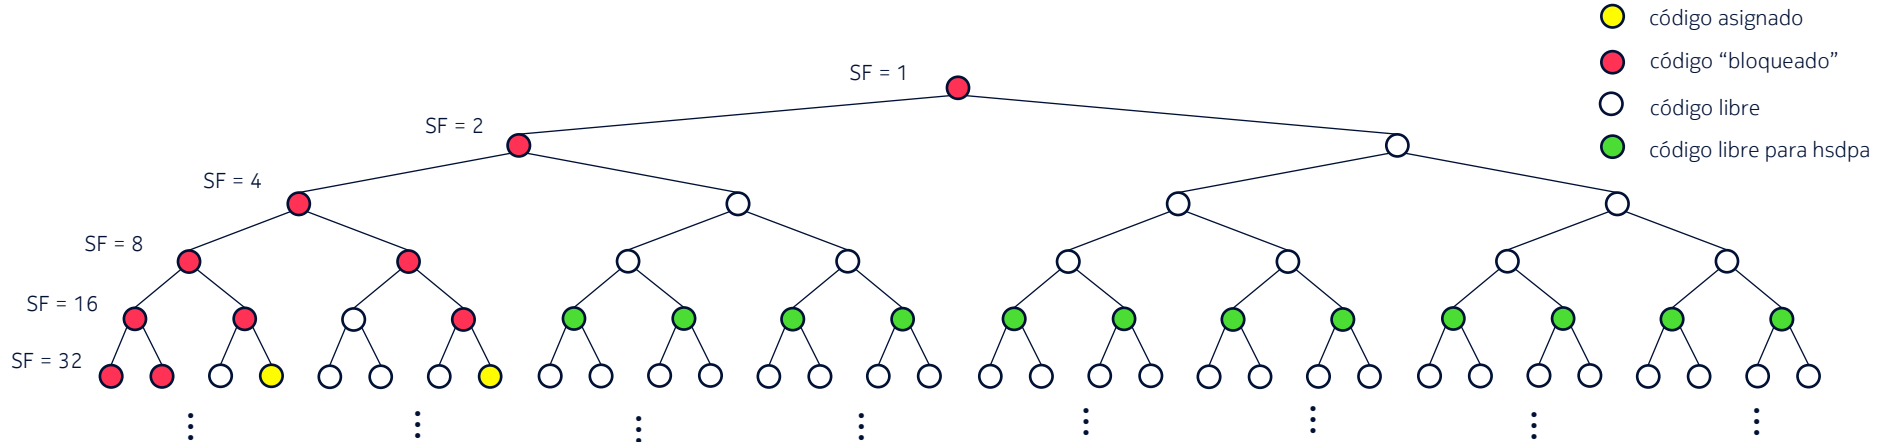 código asignado
código “bloqueado”
código libre
código libre para hsdpa
SF = 1
SF = 2
SF = 4
SF = 8
SF = 16
SF = 32